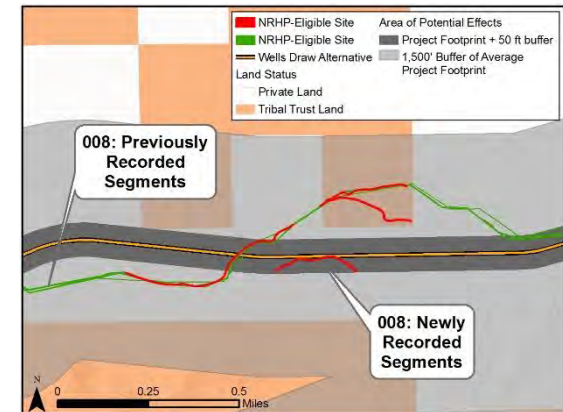 NRHP-Eligible Site
NRHP-Eligible Site
Wells Draw Alternative
Land Status
Private Land
Tribal Trust Land
Area of Potential Effects
Project Footprint + 50 ft buffer
1,500' Buffer of Average
Project Footprint
008: Previously
Recorded
Segments
008: Newly
Recorded
Segments
N
0 0.25 0.5
Miles